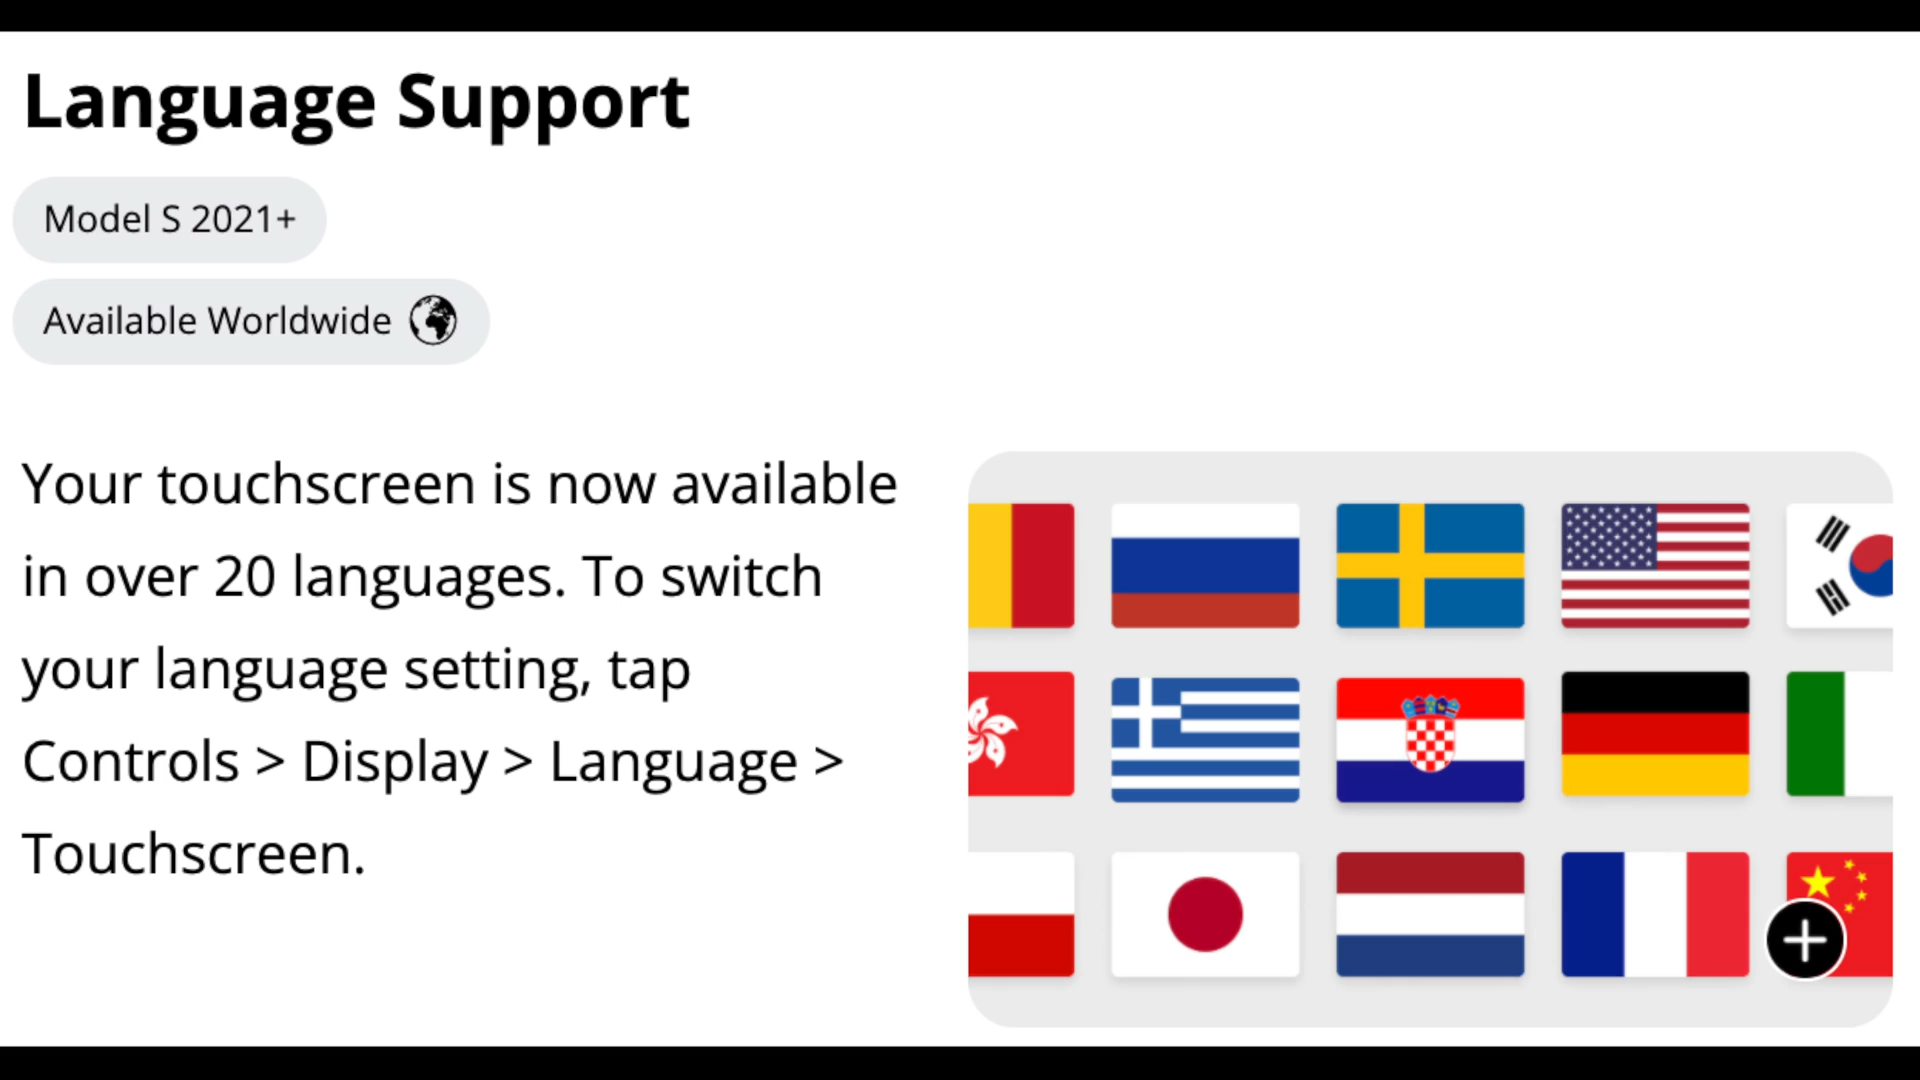 Language Support
Model S 2021+
Available Worldwide
Your touchscreen is now available
in over 20 languages. To switch
your language setting, tap
Controls > Display > Language >
Touchscreen.